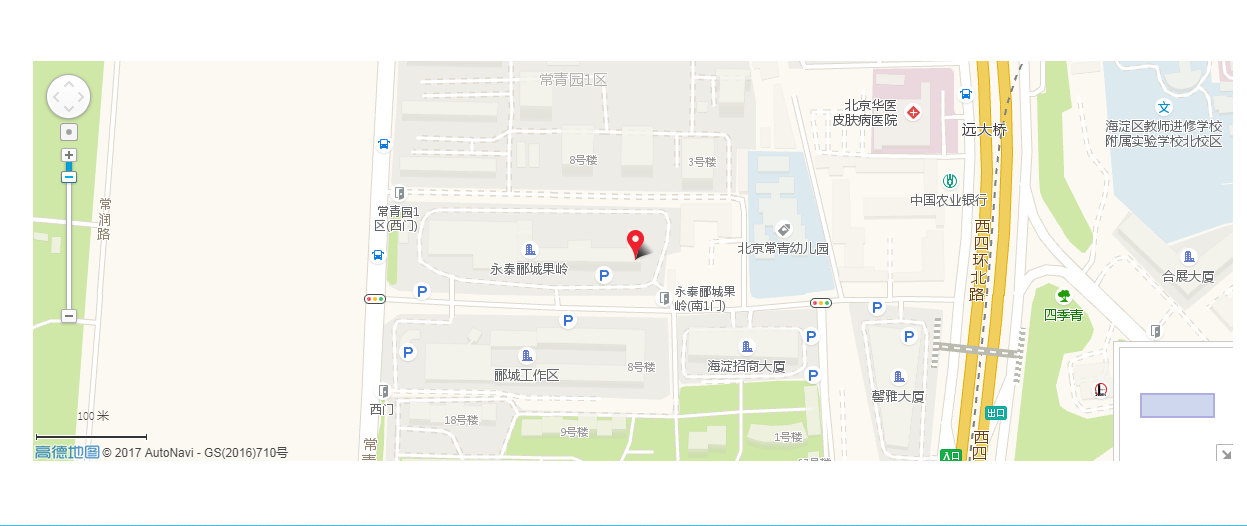 常青园1区
北京华医
皮肤病医院
远大桥
海淀区教师进修学校
附属实验学校北校区
8号楼
3号楼
中国农业银行
常润路
常青园1
区(西门)
西四环北路
北京常青幼儿园
永泰郦城果岭
P
合展大厦
P
永泰郦城果
岭(南1门)
P
P
四季青
P
P
P
海淀招商大厦
8号楼
郦城工作区
P
馨雅大厦
西门
出口
100 米
18号楼
9号楼
1号楼
常青
西四
入口
高德地图 © 2017 AutoNavi - GS(2016)710号